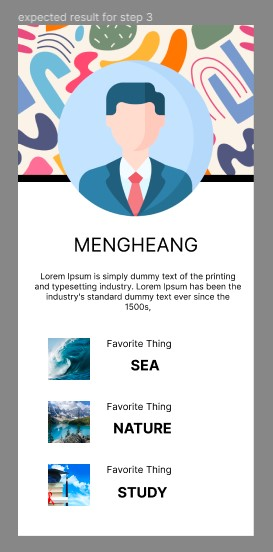 expected result for step 3
MENGHEANG
Lorem Ipsum is simply dummy text of the printing
and typesetting industry. Lorem Ipsum has been the
industry's standard dummy text ever since the
1500s,
Favorite Thing
SEA
Favorite Thing
NATURE
Favorite Thing
STUDY